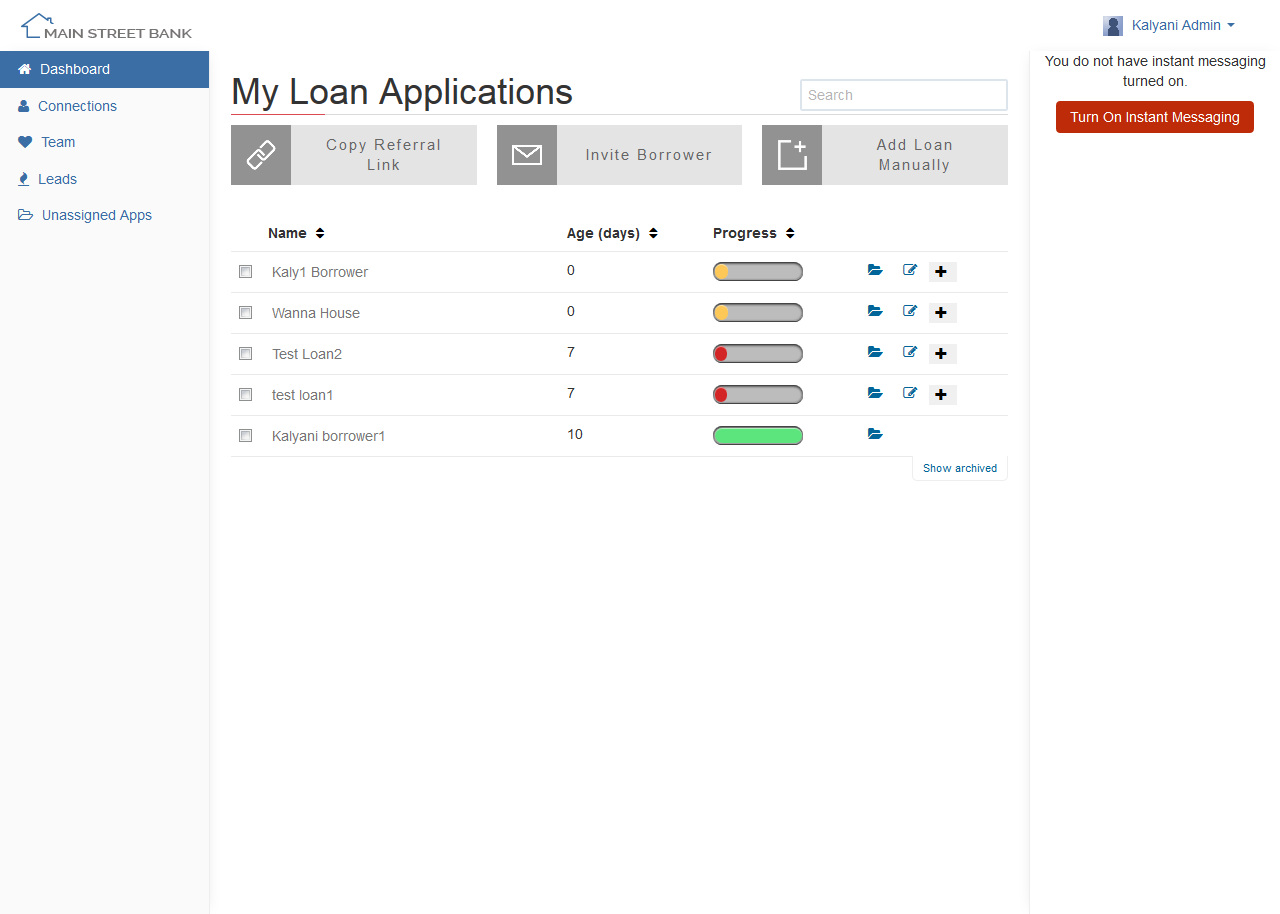 MAIN STREET BANK
Kalyani Admin
Dashboard
Connections
Team
Leads
Unassigned Apps
My Loan Applications
Search
Copy Referral
Link
Invite Borrower
Add Loan
Manually
Name Age (days) Progress
Kaly1 Borrower 0
Wanna House 0
Test Loan2 7
test loan1 7
Kalyani borrower1 10
Show archived
You do not have instant messaging
turned on.
Turn On Instant Messaging